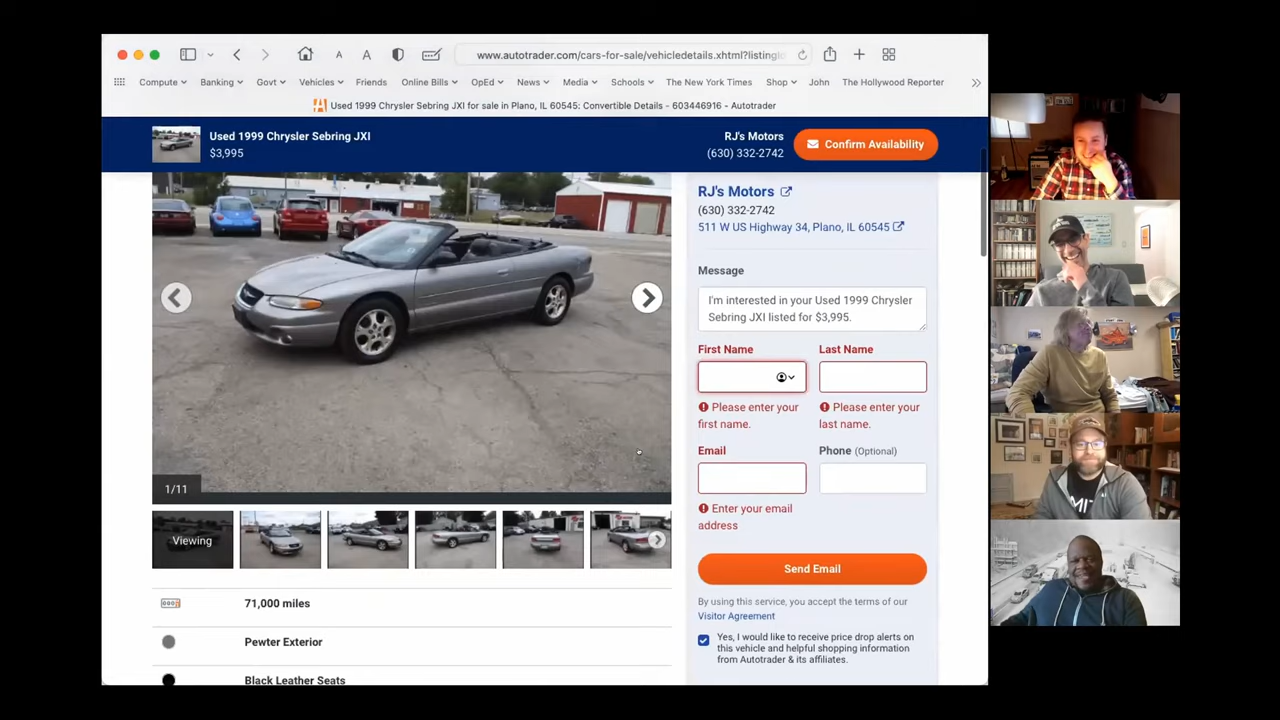 www.autotrader.com/cars-for-sale/vehicledetails.xhtml?listingI
Compute Banking Govt Vehicles Friends Online Bills OpEd News Media Schools The New York Times Shop John The Hollywood Reporter
Used 1999 Chrysler Sebring JXI for sale in Plano, IL 60545: Convertible Details - 603446916 - Autotrader
Used 1999 Chrysler Sebring JXI
$3,995
RJ's Motors
(630) 332-2742
Confirm Availability
RJ's Motors
(630) 332-2742
511 W US Highway 34, Plano, IL 60545
Message
I'm interested in your Used 1999 Chrysler
Sebring JXI listed for $3,995.
First Name Last Name
Please enter your
first name.
Please enter your
last name.
Email Phone (Optional)
Enter your email
address
Send Email
By using this service, you accept the terms of our
Visitor Agreement
Yes, I would like to receive price drop alerts on
this vehicle and helpful shopping information
from Autotrader & its affiliates.
1/11
Viewing
71,000 miles
Pewter Exterior
Black Leather Seats